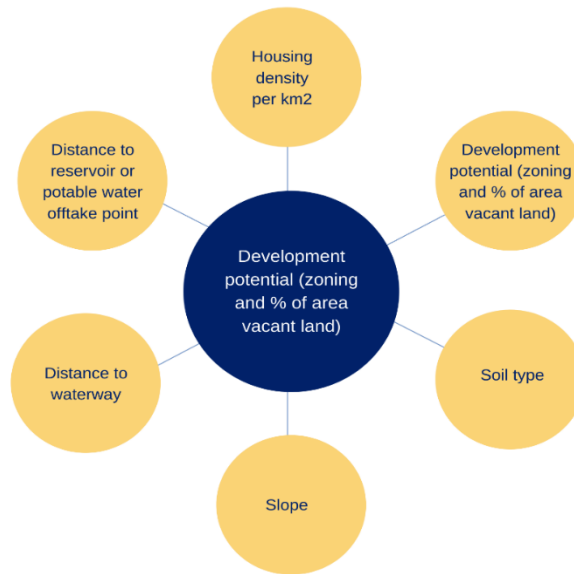 Housing
density
per km2
Distance to
reservoir or
potable water
offtake point
Development
potential (zoning
and % of area
vacant land)
Development
potential (zoning
and % of area
vacant land)
Distance to
waterway
Soil type
Slope